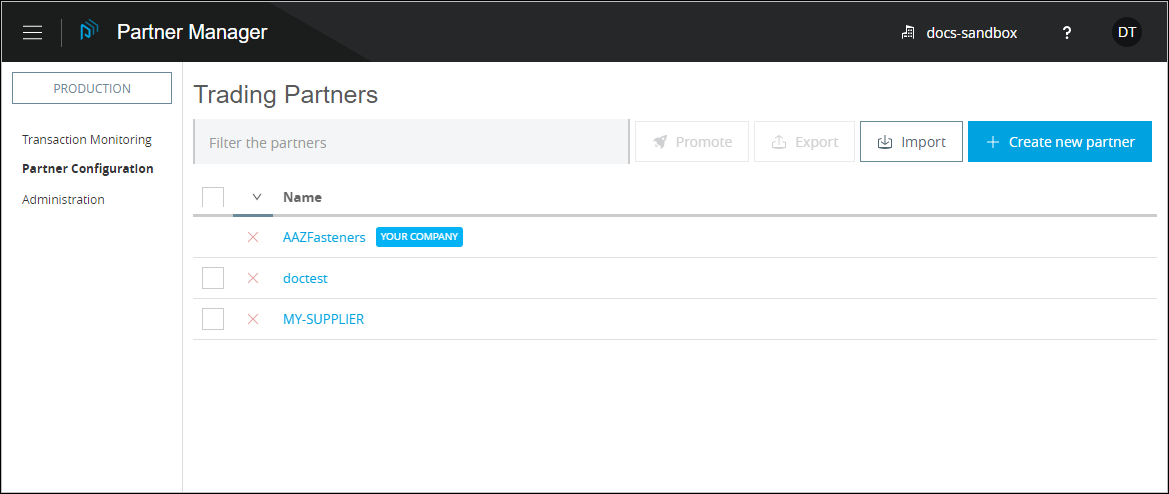 Partner Manager
docs-sandbox
?
DT
PRODUCTION
Transaction Monitoring
Partner Configuration
Administration
Trading Partners
Filter the partners
Promote
Export
Import
Create new partner
Name
AAZFasteners YOUR COMPANY
doctest
MY-SUPPLIER